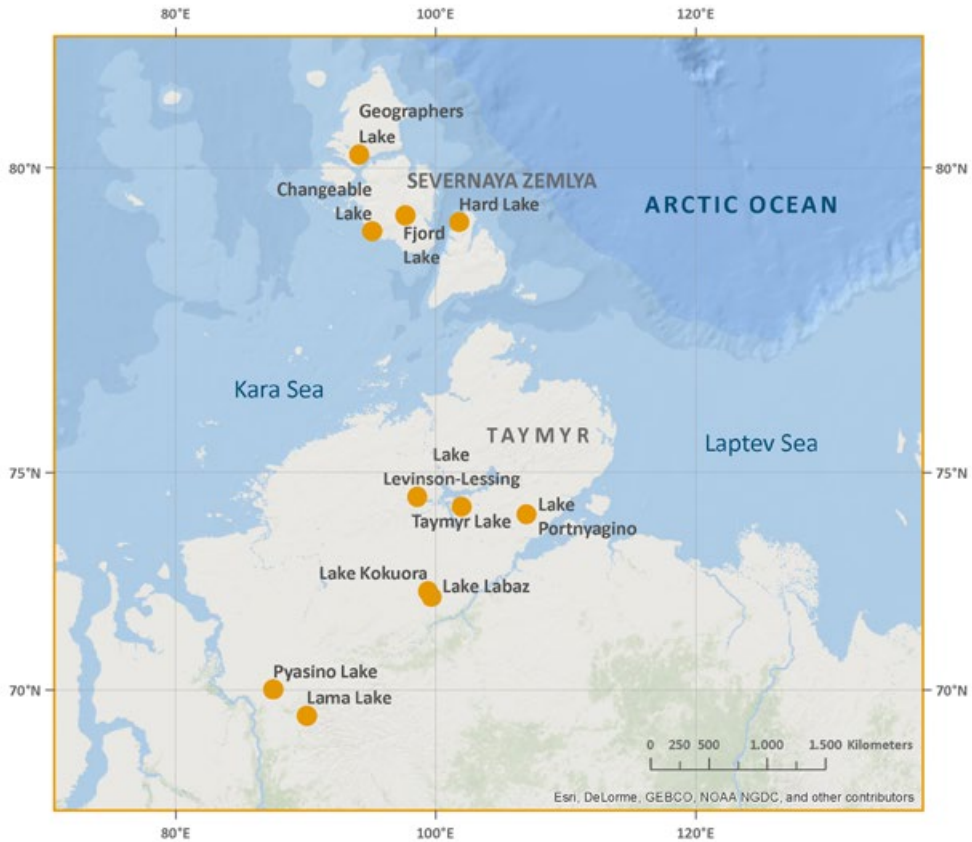 80°E 100°E 120°E
Geographers
Lake
80°N 80°N
SEVERNAYA ZEMLYA
Changeable
Lake
Hard Lake
ARCTIC OCEAN
Fjord
Lake
Kara Sea
TAYMYR
Laptev Sea
Lake
Levinson-Lessing
75°N 75°N
Taymyr Lake
Lake
Portnyagino
Lake Kokuora
Lake Labaz
Pyasino Lake
70°N 70°N
Lama Lake
0 250 500 1.000 1.500 Kilometers
Esri, DeLorme, GEBCO, NOAA NGDC, and other contributors
80°E 100°E 120°E